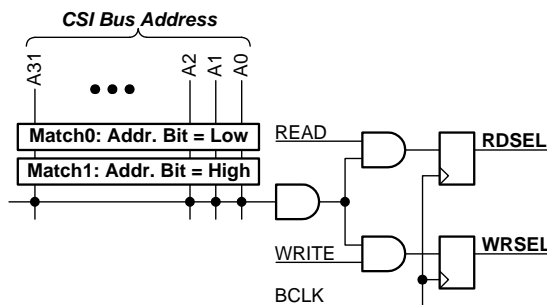 CSI Bus Address
A31
A2
A1
A0
Match0: Addr. Bit = Low
Match1: Addr. Bit = High
READ
RDSEL
WRITE
WRSEL
BCLK